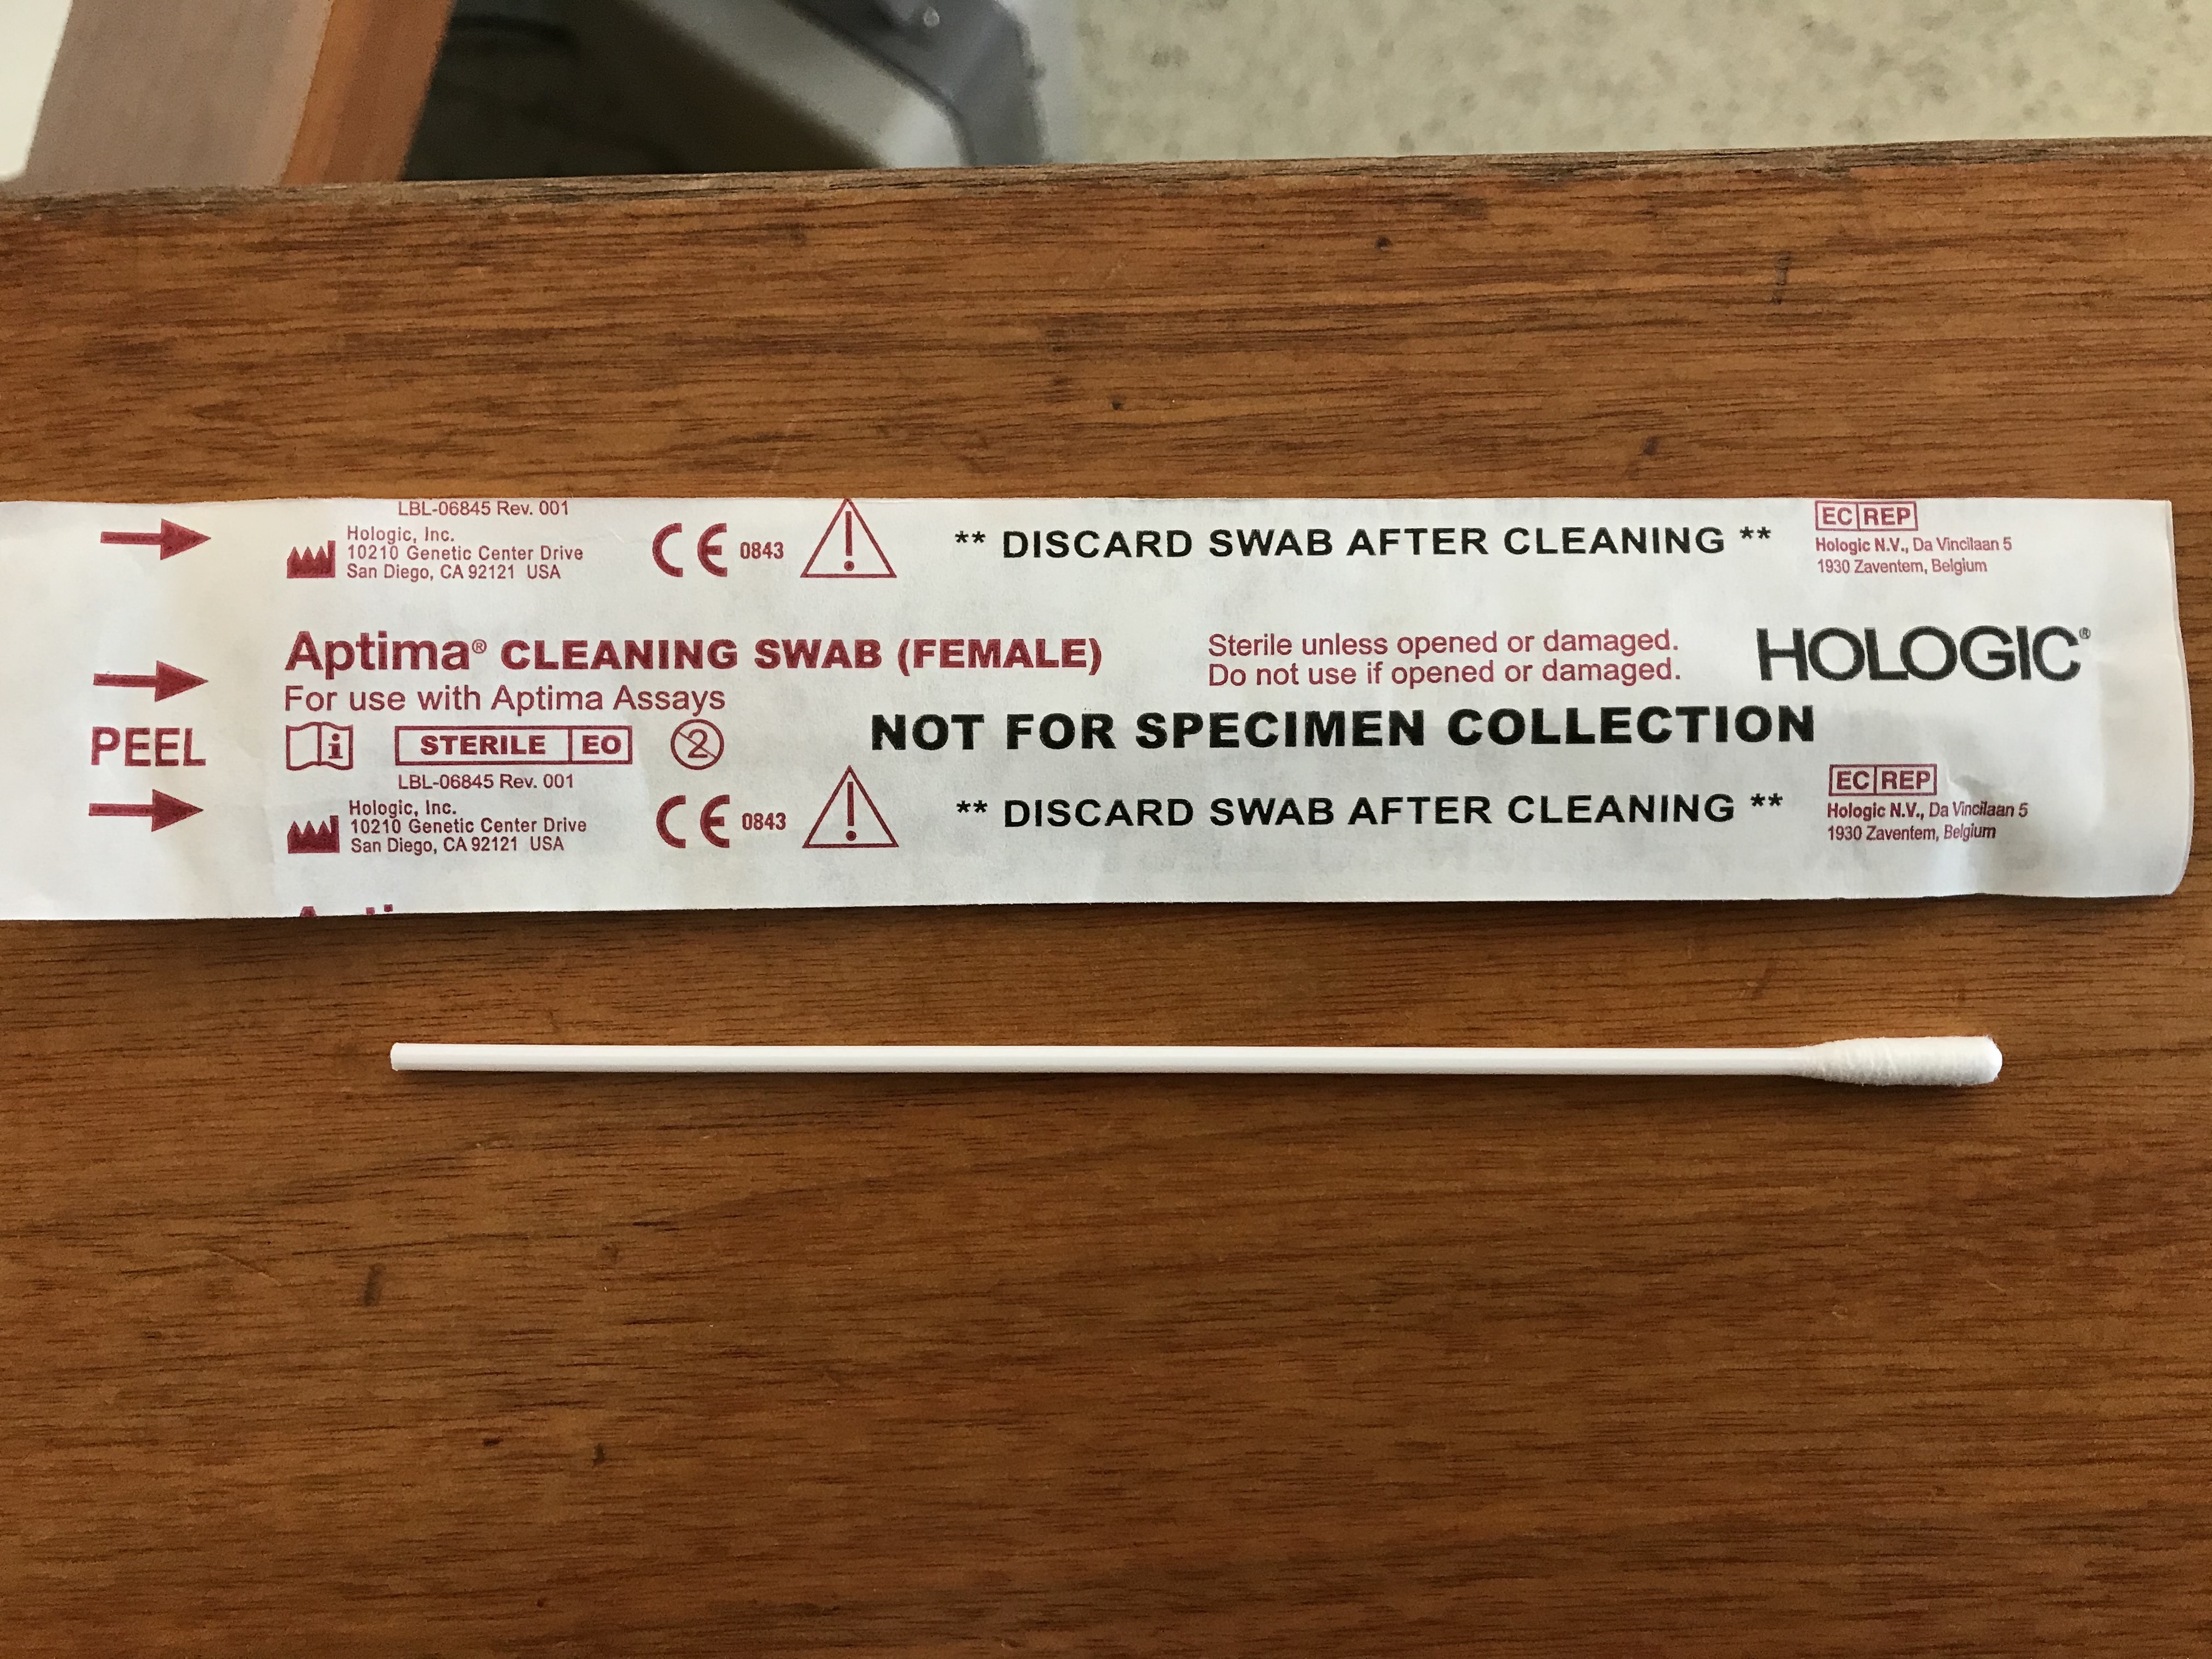 LBL-06845 Rev. 001
Hologic, Inc.
10210 Genetic Center Drive
San Diego, CA 92121 USA
CE 0843
** DISCARD SWAB AFTER CLEANING **
EC REP
Hologic N.V., Da Vincilaan 5
1930 Zaventem, Belgium
Aptima® CLEANING SWAB (FEMALE)
For use with Aptima Assays
Sterile unless opened or damaged.
Do not use if opened or damaged.
HOLOGIC®
PEEL
STERILE EO
2
NOT FOR SPECIMEN COLLECTION
LBL-06845 Rev. 001
Hologic, Inc.
10210 Genetic Center Drive
San Diego, CA 92121 USA
CE 0843
** DISCARD SWAB AFTER CLEANING **
EC REP
Hologic N.V., Da Vincilaan 5
1930 Zaventem, Belgium